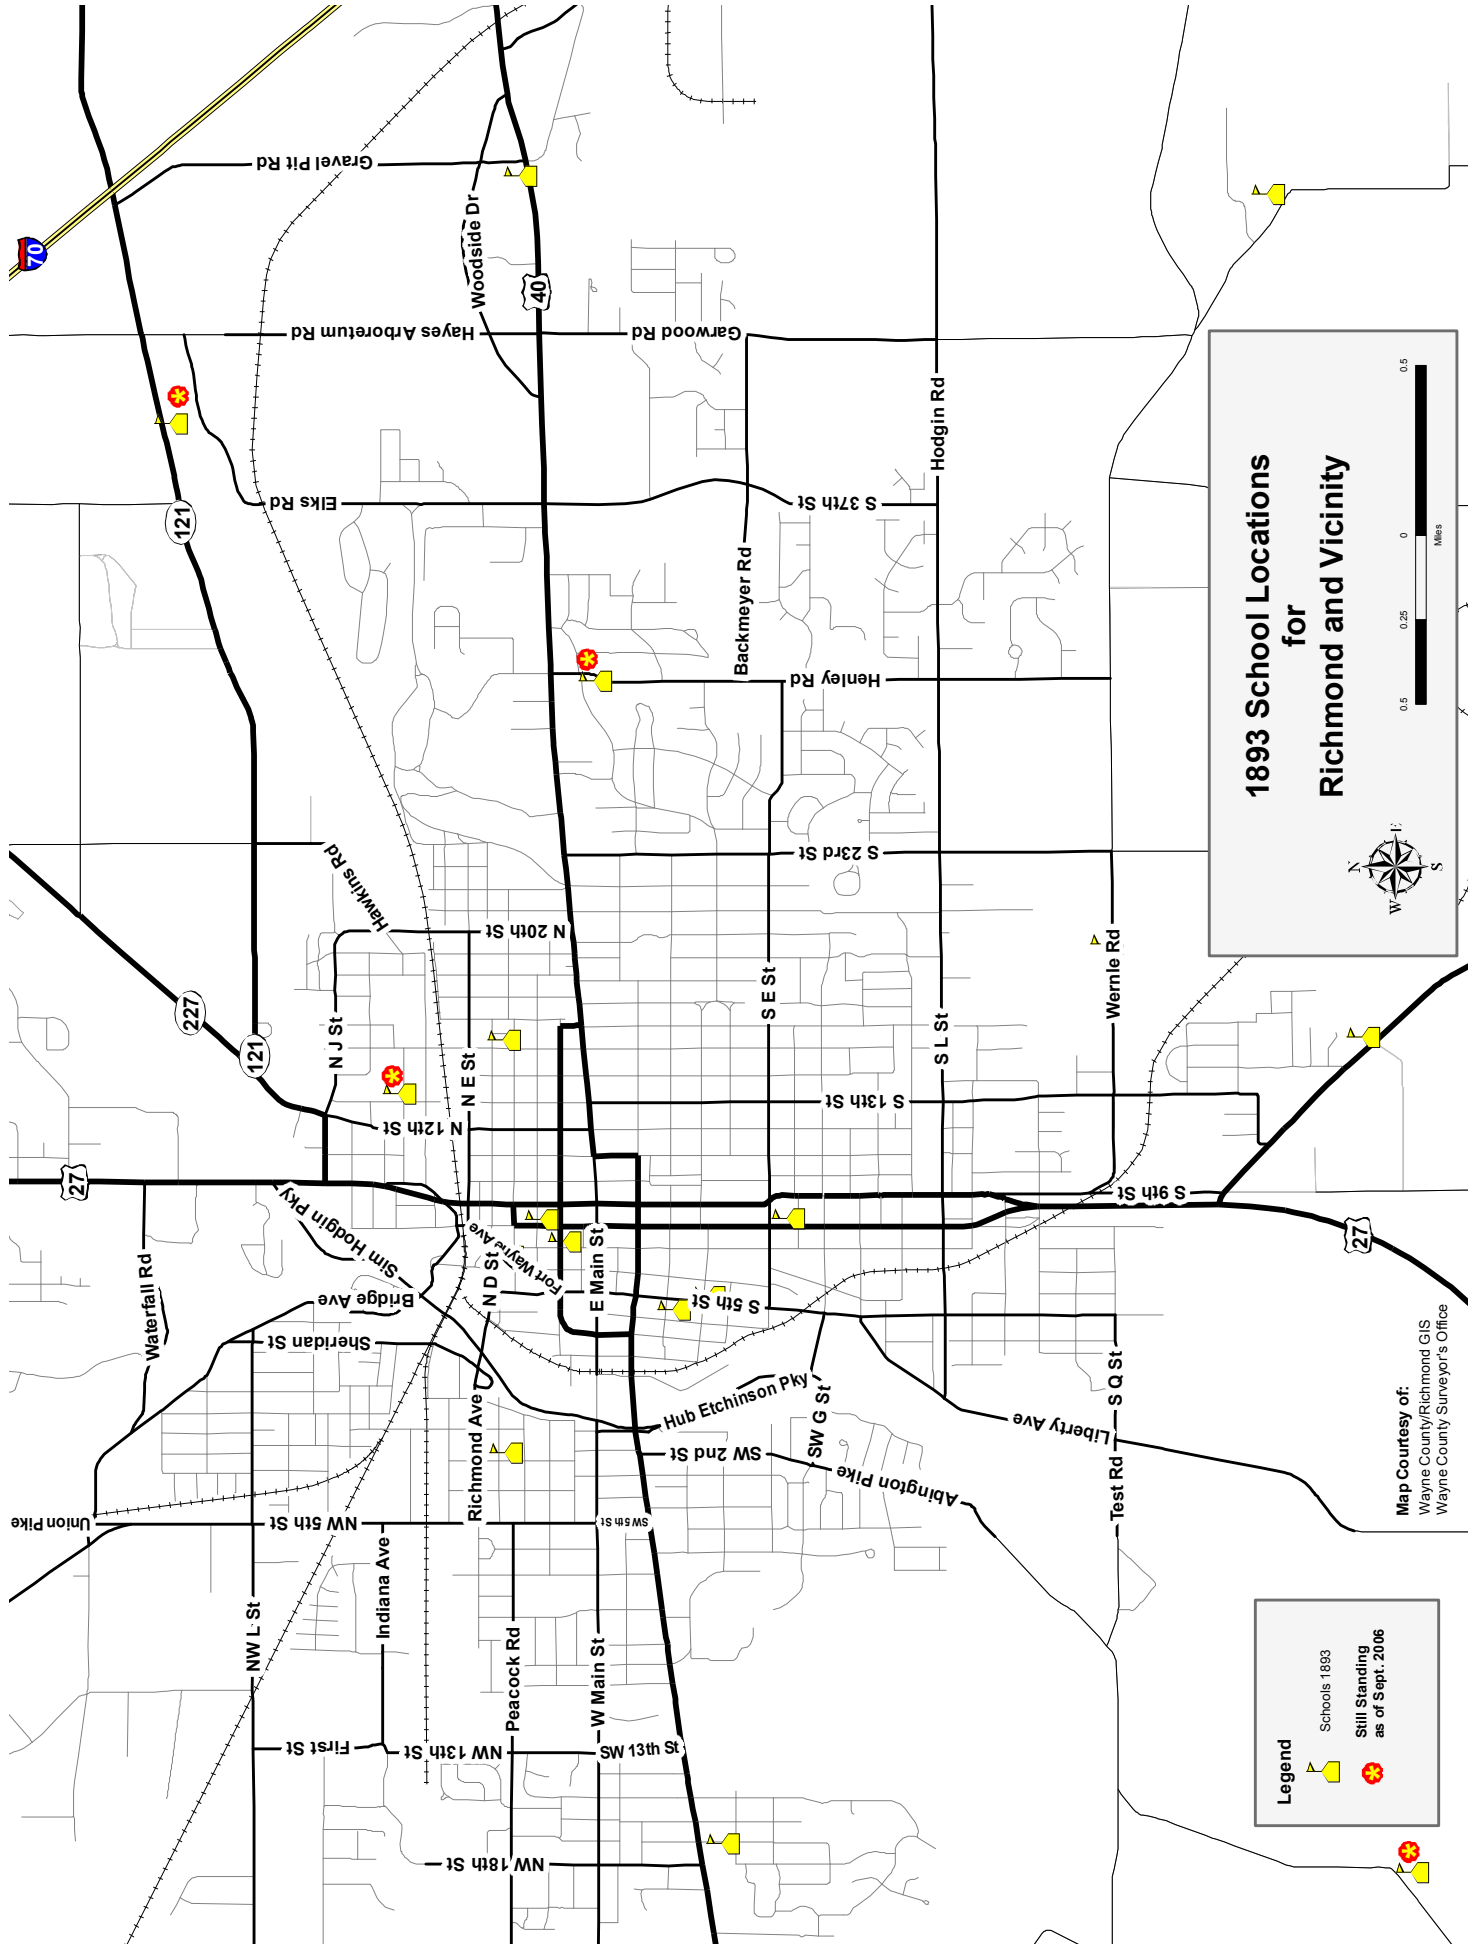 1893 School Locations
for
Richmond and Vicinity
N
W
E
S
0.5
0.25
0
0.5
Miles
Legend
Schools 1893
Still Standing
as of Sept. 2006
Map Courtesy of:
Wayne County/Richmond GIS
Wayne County Surveyor's Office
70
Gravel Pit Rd
Woodside Dr
40
Hayes Arboretum Rd
Garwood Rd
Hodgin Rd
121
Elks Rd
S 37th St
Backmeyer Rd
Henley Rd
Hawkins Rd
S 23rd St
N 20th St
227
121
N J St
N E St
S E St
S L St
Wernle Rd
N 12th St
S 13th St
27
S 9th St
27
Sim Hodgin Pky
Waterfall Rd
Bridge Ave
Fort Wayne Ave
N D St
E Main St
S 5th St
Sheridan St
Richmond Ave
Hub Etchinson Pky
SW G St
SW 2nd St
Abington Pike
Liberty Ave
S Q St
Test Rd
Union Pike
NW 5th St
SW 5th St
Indiana Ave
NW L St
Peacock Rd
W Main St
First St
NW 13th St
SW 13th St
NW 18th St